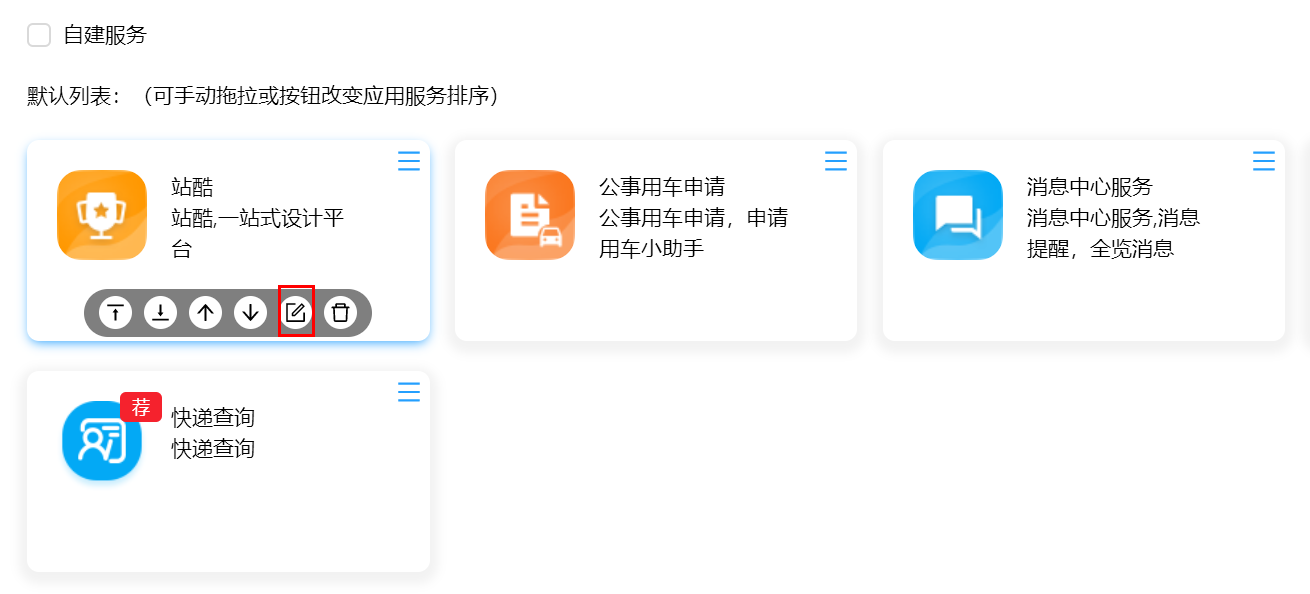 自建服务
默认列表：（可手动拖拉或按钮改变应用服务排序）
站酷
站酷,一站式设计平
台
公事用车申请
公事用车申请，申请
用车小助手
消息中心服务
消息中心服务,消息
提醒，全览消息
荐
快递查询
快递查询